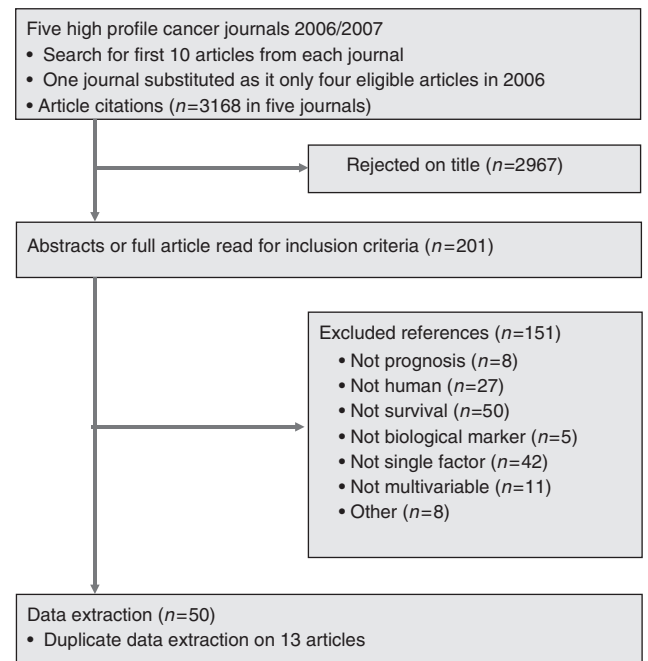 Five high profile cancer journals 2006/2007
• Search for first 10 articles from each journal
• One journal substituted as it only four eligible articles in 2006
• Article citations (n=3168 in five journals)
Rejected on title (n=2967)
Abstracts or full article read for inclusion criteria (n=201)
Excluded references (n=151)
• Not prognosis (n=8)
• Not human (n=27)
• Not survival (n=50)
• Not biological marker (n=5)
• Not single factor (n=42)
• Not multivariable (n=11)
• Other (n=8)
Data extraction (n=50)
• Duplicate data extraction on 13 articles